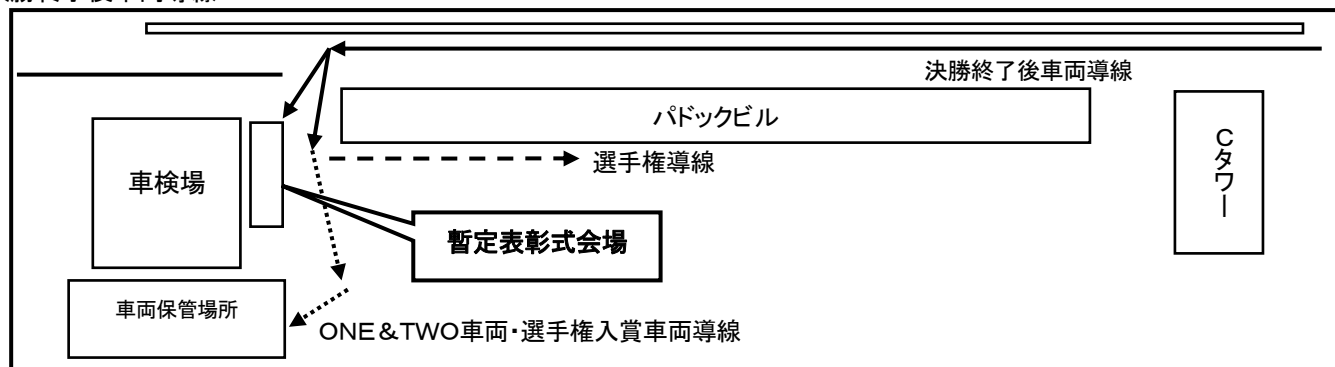 決勝終了後車両導線
パドックビル
Cタワー
選手権導線
車検場
暫定表彰式会場
車両保管場所
ONE&TWO車両・選手権入賞車両導線